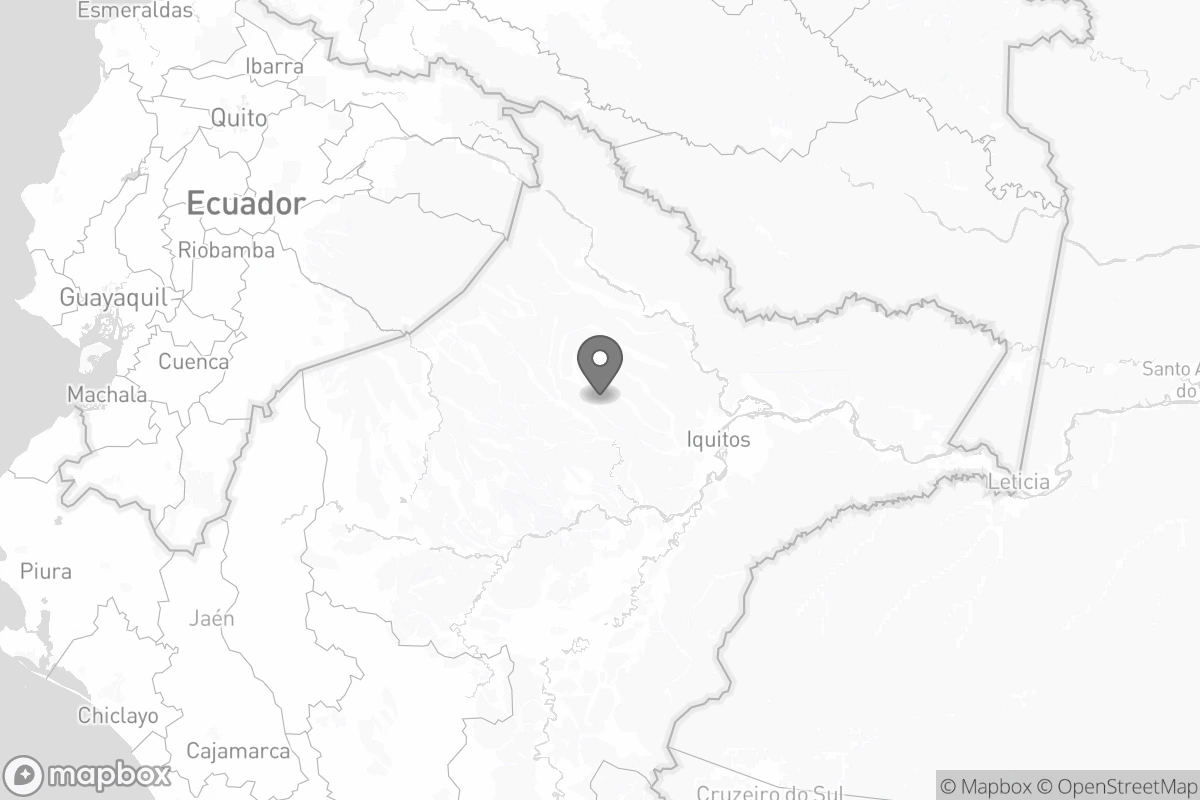 Esmeraldas
Ibarra
Quito
Ecuador
Riobamba
Guayaquil
Cuenca
Machala
Santo A
do
Iquitos
Leticia
Piura
Jaén
Chiclayo
Cajamarca
Cruzeiro do Sul
mapbox
© Mapbox © OpenStreetMap